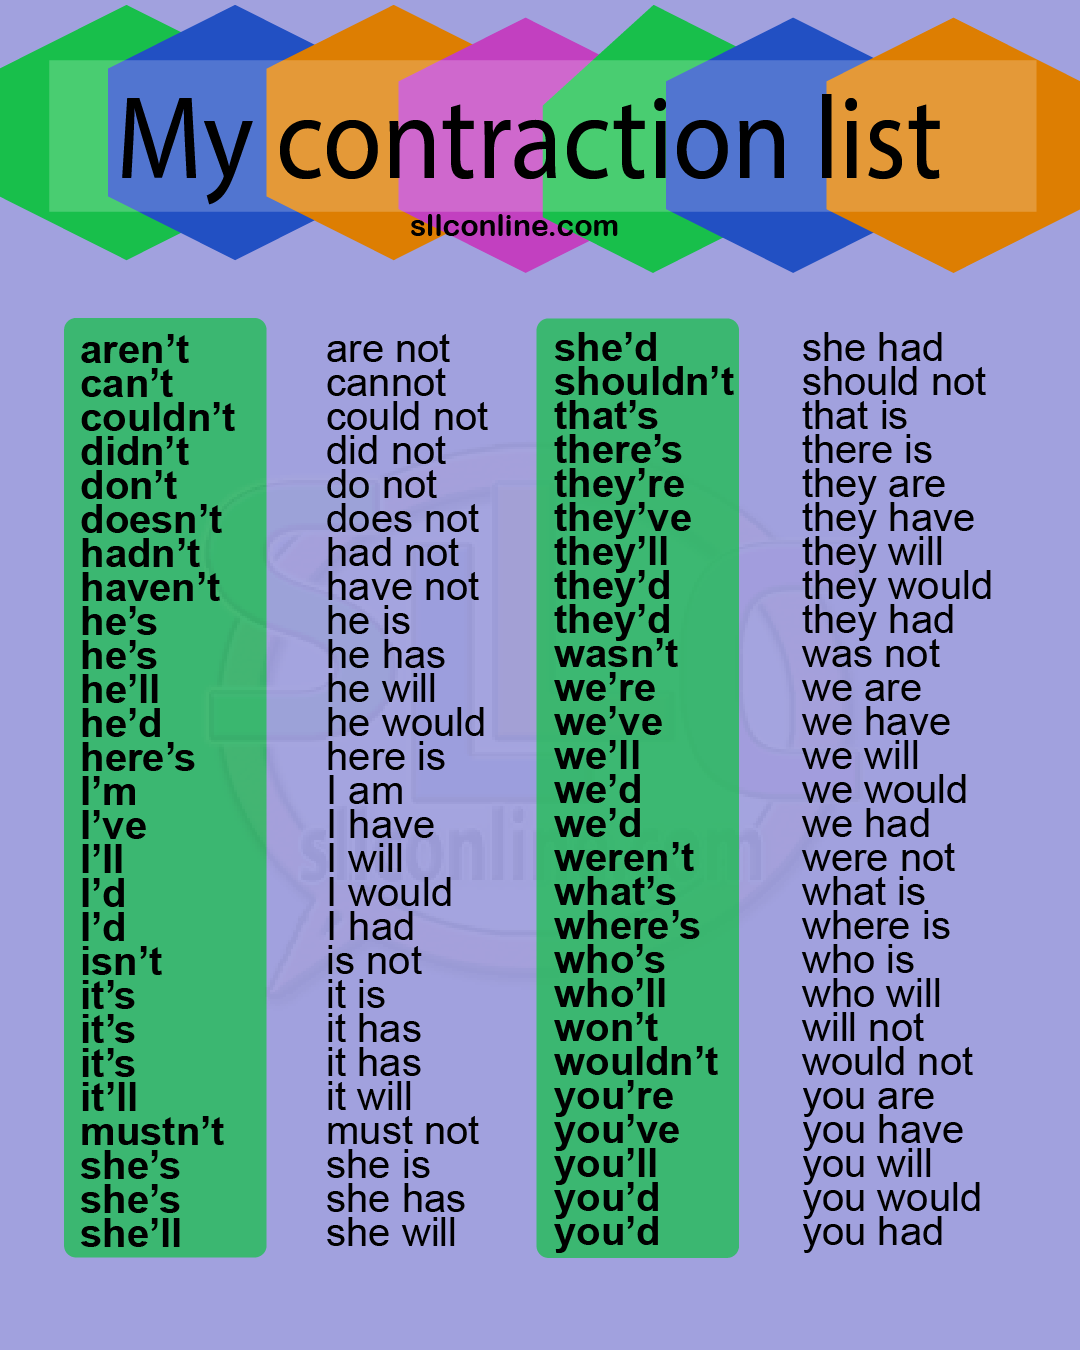 My contraction list
sllconline.com
aren’t are not
can’t cannot
couldn’t could not
didn’t did not
don’t do not
doesn’t does not
hadn’t had not
haven’t have not
he’s he is
he’s he has
he’ll he will
he’d he would
here’s here is
I’m I am
I’ve I have
I’ll I will
I’d I would
I’d I had
isn’t is not
it’s it is
it’s it has
it’s it has
it’ll it will
mustn’t must not
she’s she is
she’s she has
she’ll she will
she’d she had
shouldn’t should not
that’s that is
there’s there is
they’re they are
they’ve they have
they’ll they will
they’d they would
they’d they had
wasn’t was not
we’re we are
we’ve we have
we’ll we will
we’d we would
we’d we had
weren’t were not
what’s what is
where’s where is
who’s who is
who’ll who will
won’t will not
wouldn’t would not
you’re you are
you’ve you have
you’ll you will
you’d you would
you’d you had
SLLC
sllconline.com